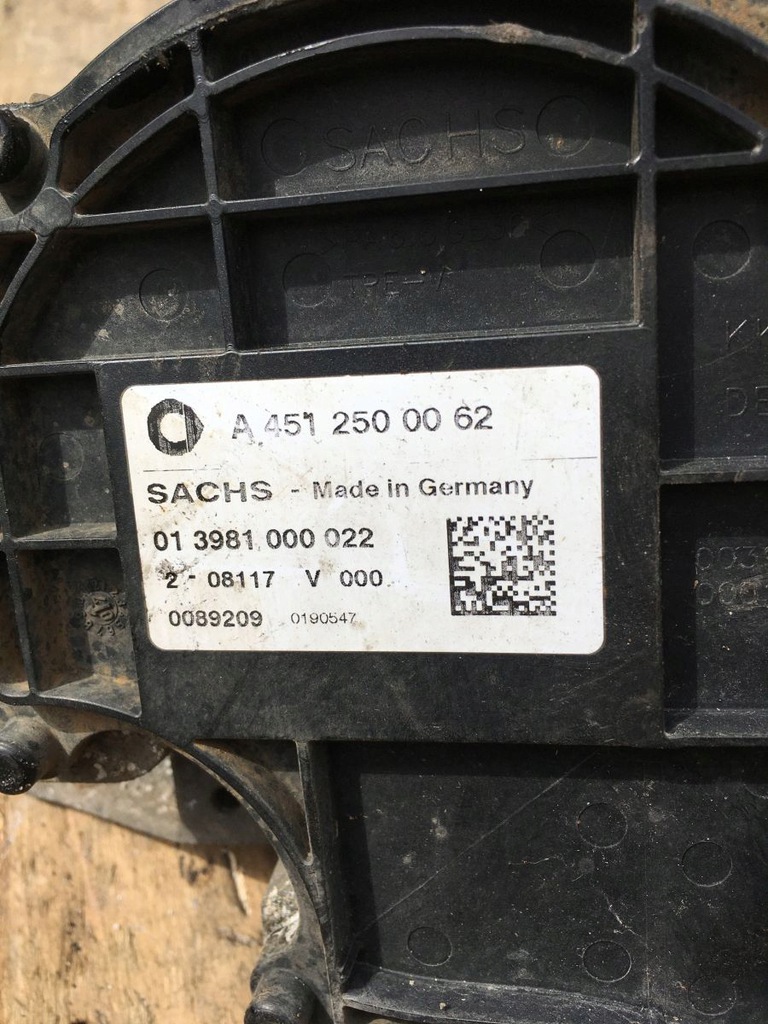 SACHS
A 451 250 00 62
SACHS - Made in Germany
01 3981 000 022
2 - 08117 V 000
0089209 0190547